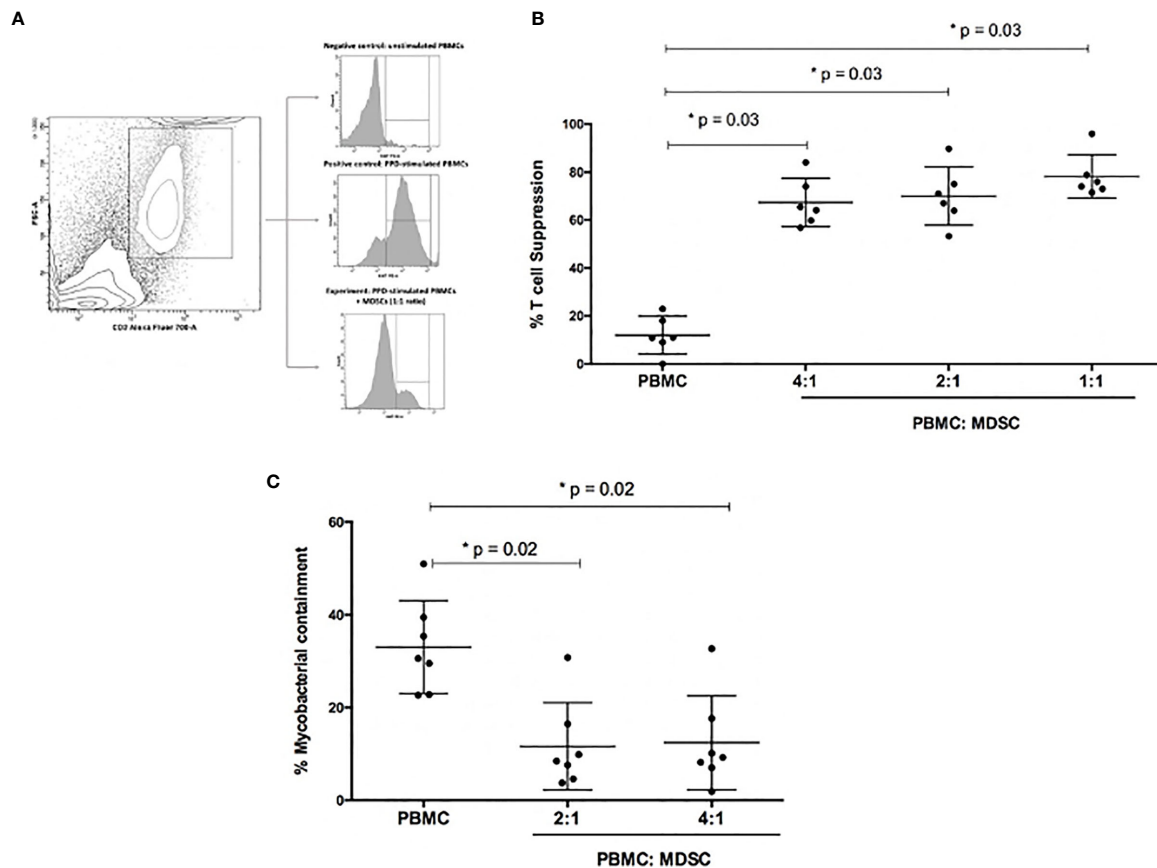 A
Negative control: unstimulated PBMCs
Positive control: PPD-stimulated PBMCs
Experiment: PPD-stimulated PBMCs
+ MDSCs (1:1 ratio)
CD3 Alexa Fluor 700-A
B
* p = 0.03
* p = 0.03
* p = 0.03
% T cell Suppression
100
80
60
40
20
0
PBMC
4:1
2:1
1:1
PBMC: MDSC
C
* p = 0.02
* p = 0.02
% Mycobacterial containment
60
40
20
0
PBMC
2:1
4:1
PBMC: MDSC